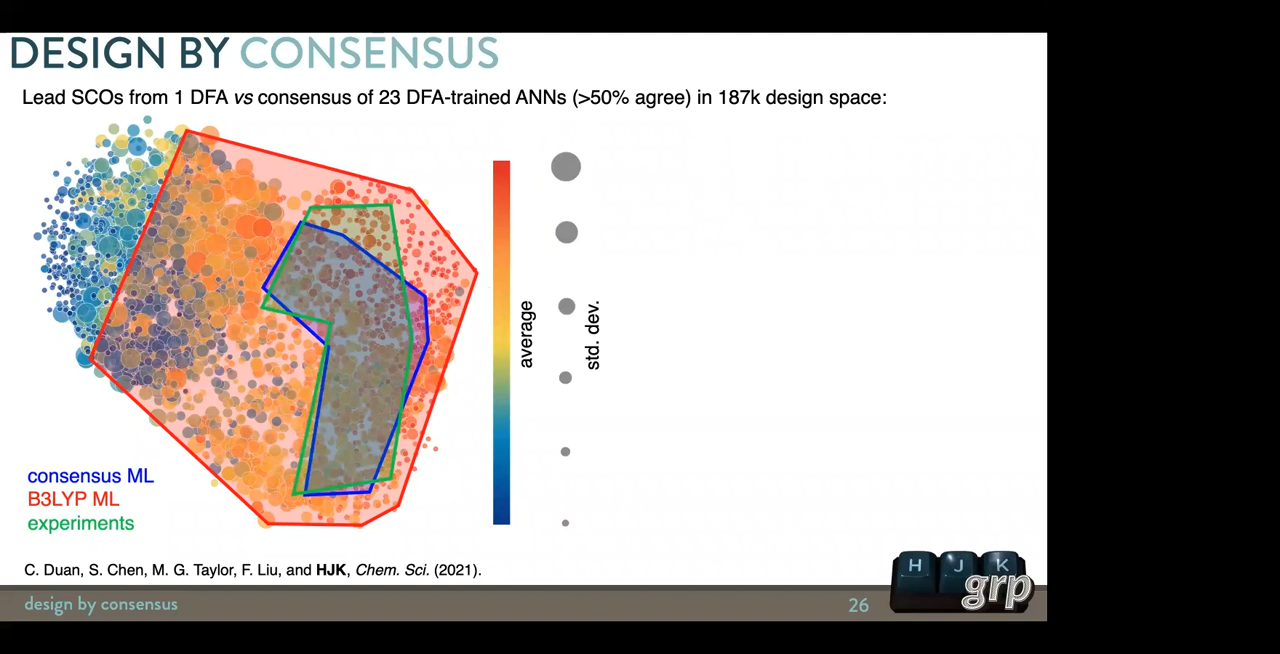 DESIGN BY CONSENSUS
Lead SCOs from 1 DFA vs consensus of 23 DFA-trained ANNs (>50% agree) in 187k design space:
average
std. dev.
consensus ML
B3LYP ML
experiments
C. Duan, S. Chen, M. G. Taylor, F. Liu, and HJK, Chem. Sci. (2021).
design by consensus
26
H J K
grp